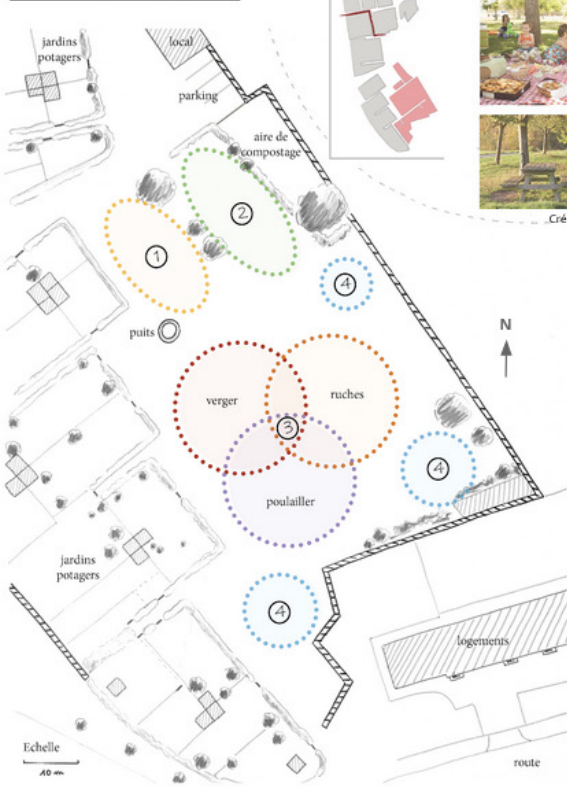 jardins
potagers
local
parking
aire de
compostage
Cré
2
1
4
puits
N
verger
ruches
3
4
poulailler
jardins
potagers
4
logements
Echelle
10 m
route